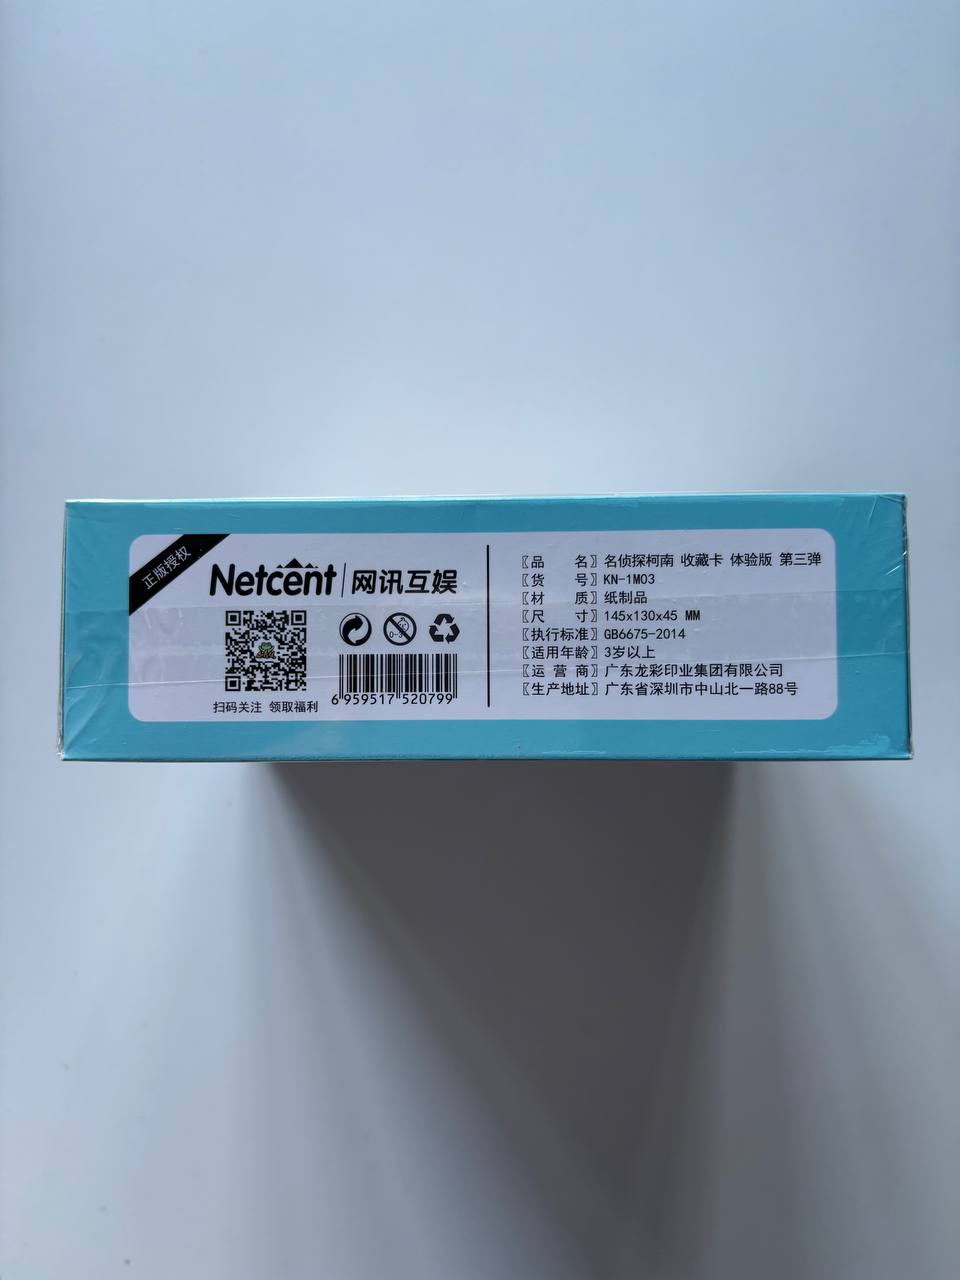 正版授权
Netcent 网讯互娱
0-3
6 959517 520799
扫码关注 领取福利
〖品 名〗名侦探柯南 收藏卡 体验版 第三弹
〖货 号〗KN-1M03
〖材 质〗纸制品
〖尺 寸〗145x130x45 MM
〖执行标准〗GB6675-2014
〖适用年龄〗3岁以上
〖运 营 商〗广东龙彩印业集团有限公司
〖生产地址〗广东省深圳市中山北一路88号